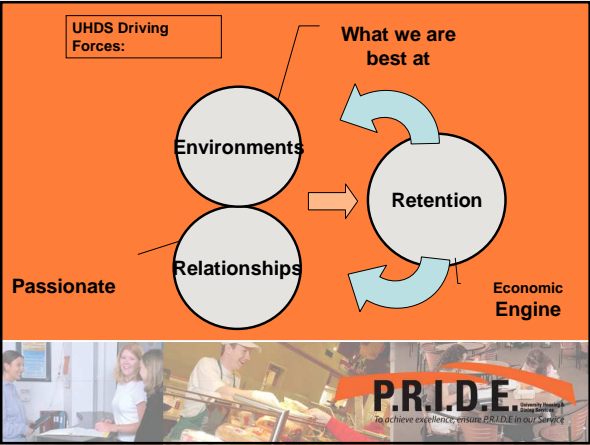 UHDS Driving
Forces:
What we are
best at
Environments
Retention
Relationships
Passionate
Economic
Engine
P.R.I.D.E.
University Housing &
Dining Services
To achieve excellence, ensure P.R.I.D.E in our Service